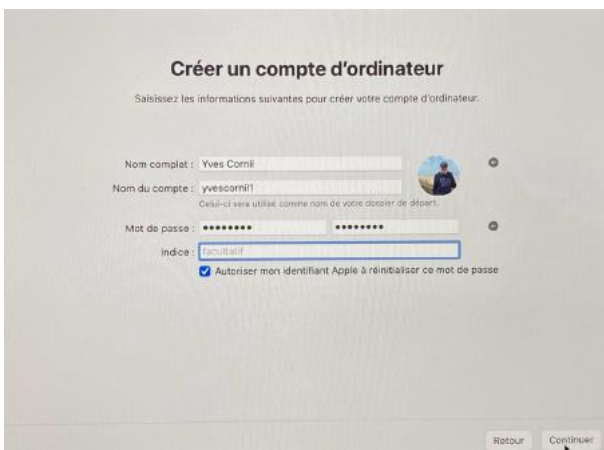 Créer un compte d'ordinateur
Saisissez les informations suivantes pour créer votre compte d'ordinateur.
Nom complet : Yves Cornil
Nom du compte : yvescornil1
Celui-ci sera utilisé comme nom de votre dossier de départ.
Mot de passe : •••••••• ••••••••
Indice : facultatif
Autoriser mon identifiant Apple à réinitialiser ce mot de passe
Retour Continuer